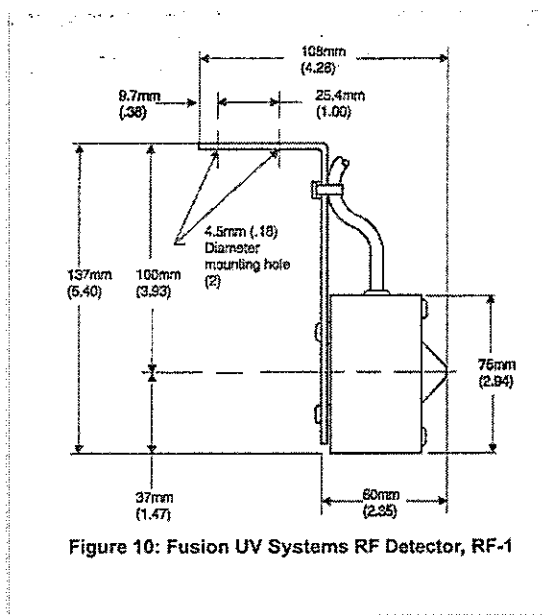 108mm
(4.26)
9.7mm
(.38)
25.4mm
(1.00)
4.5mm (.18)
Diameter
mounting hole
(2)
137mm
(5.40)
100mm
(3.93)
75mm
(2.94)
37mm
(1.47)
60mm
(2.35)
Figure 10: Fusion UV Systems RF Detector, RF-1